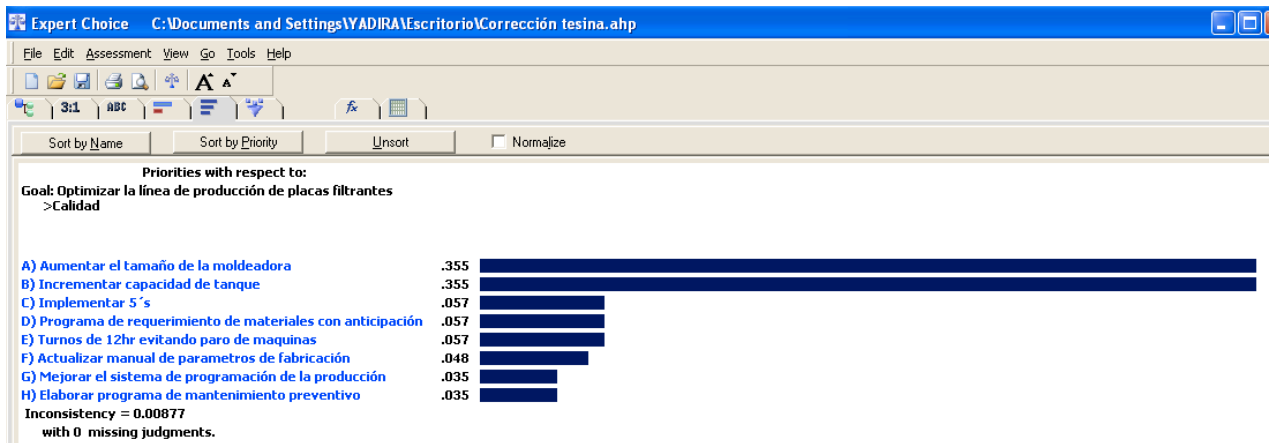 Expert Choice C:\Documents and Settings\YADIRA\Escritorio\Corrección tesina.ahp
File Edit Assessment View Go Tools Help
A A
3:1 ABC fx
Sort by Name Sort by Priority Unsort Normalize
Priorities with respect to:
Goal: Optimizar la línea de producción de placas filtrantes
>Calidad
A) Aumentar el tamaño de la moldeadora .355
B) Incrementar capacidad de tanque .355
C) Implementar 5´s .057
D) Programa de requerimiento de materiales con anticipación .057
E) Turnos de 12hr evitando paro de maquinas .057
F) Actualizar manual de parametros de fabricación .048
G) Mejorar el sistema de programación de la producción .035
H) Elaborar programa de mantenimiento preventivo .035
Inconsistency = 0.00877
with 0 missing judgments.